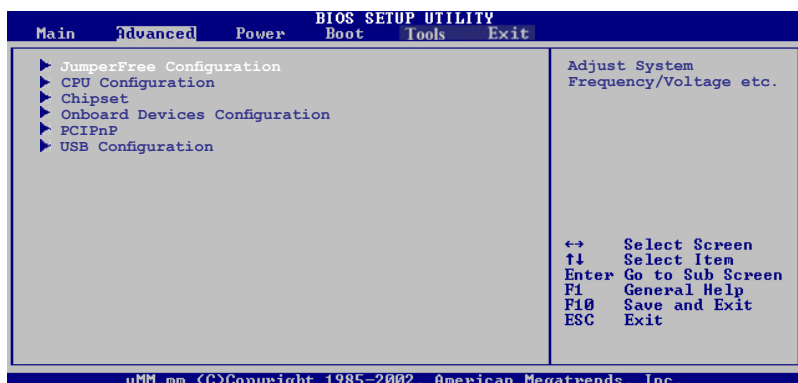 BIOS SETUP UTILITY
Main Advanced Power Boot Tools Exit
JumperFree Configuration
CPU Configuration
Chipset
Onboard Devices Configuration
PCIPnP
USB Configuration
Adjust System
Frequency/Voltage etc.
↔ Select Screen
↑↓ Select Item
Enter Go to Sub Screen
F1 General Help
F10 Save and Exit
ESC Exit
(C)Copyright 1985-2002, American Megatrends, Inc.